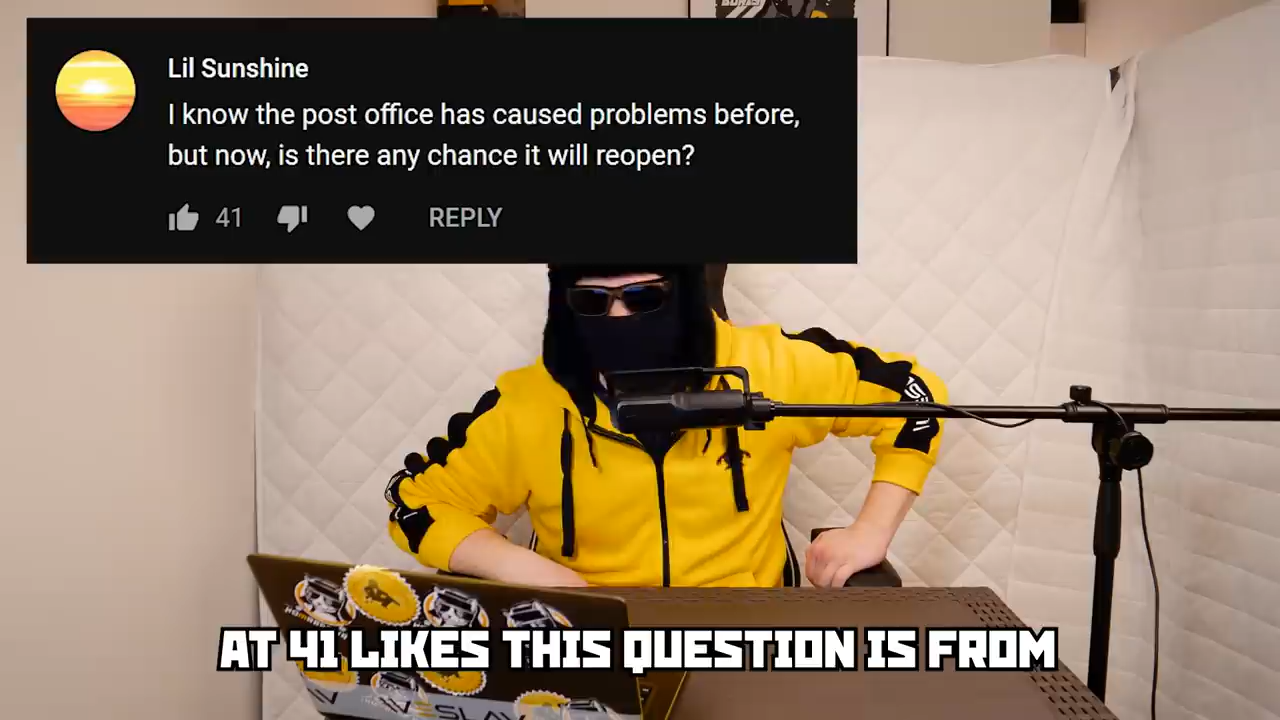 Lil Sunshine
I know the post office has caused problems before,
but now, is there any chance it will reopen?
41 REPLY
AT 41 LIKES THIS QUESTION IS FROM